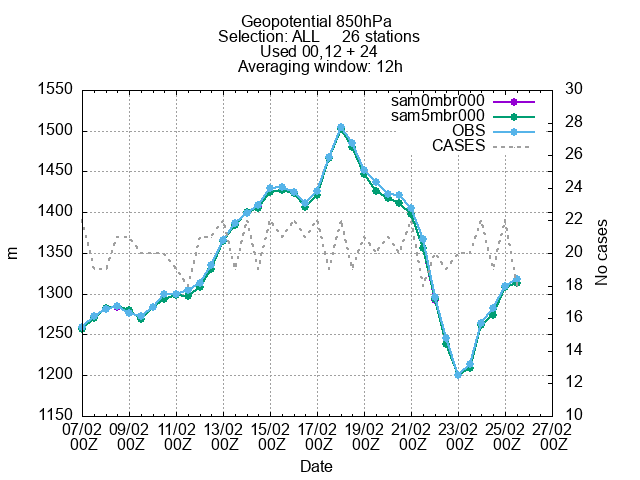 Geopotential 850hPa
Selection: ALL     26 stations
Used 00,12 + 24
Averaging window: 12h
sam0mbr000
sam5mbr000
OBS
CASES
1550
1500
1450
1400
1350
1300
1250
1200
1150
m
30
28
26
24
22
20
18
16
14
12
10
No cases
07/02 09/02 11/02 13/02 15/02 17/02 19/02 21/02 23/02 25/02 27/02
00Z 00Z 00Z 00Z 00Z 00Z 00Z 00Z 00Z 00Z 00Z
Date